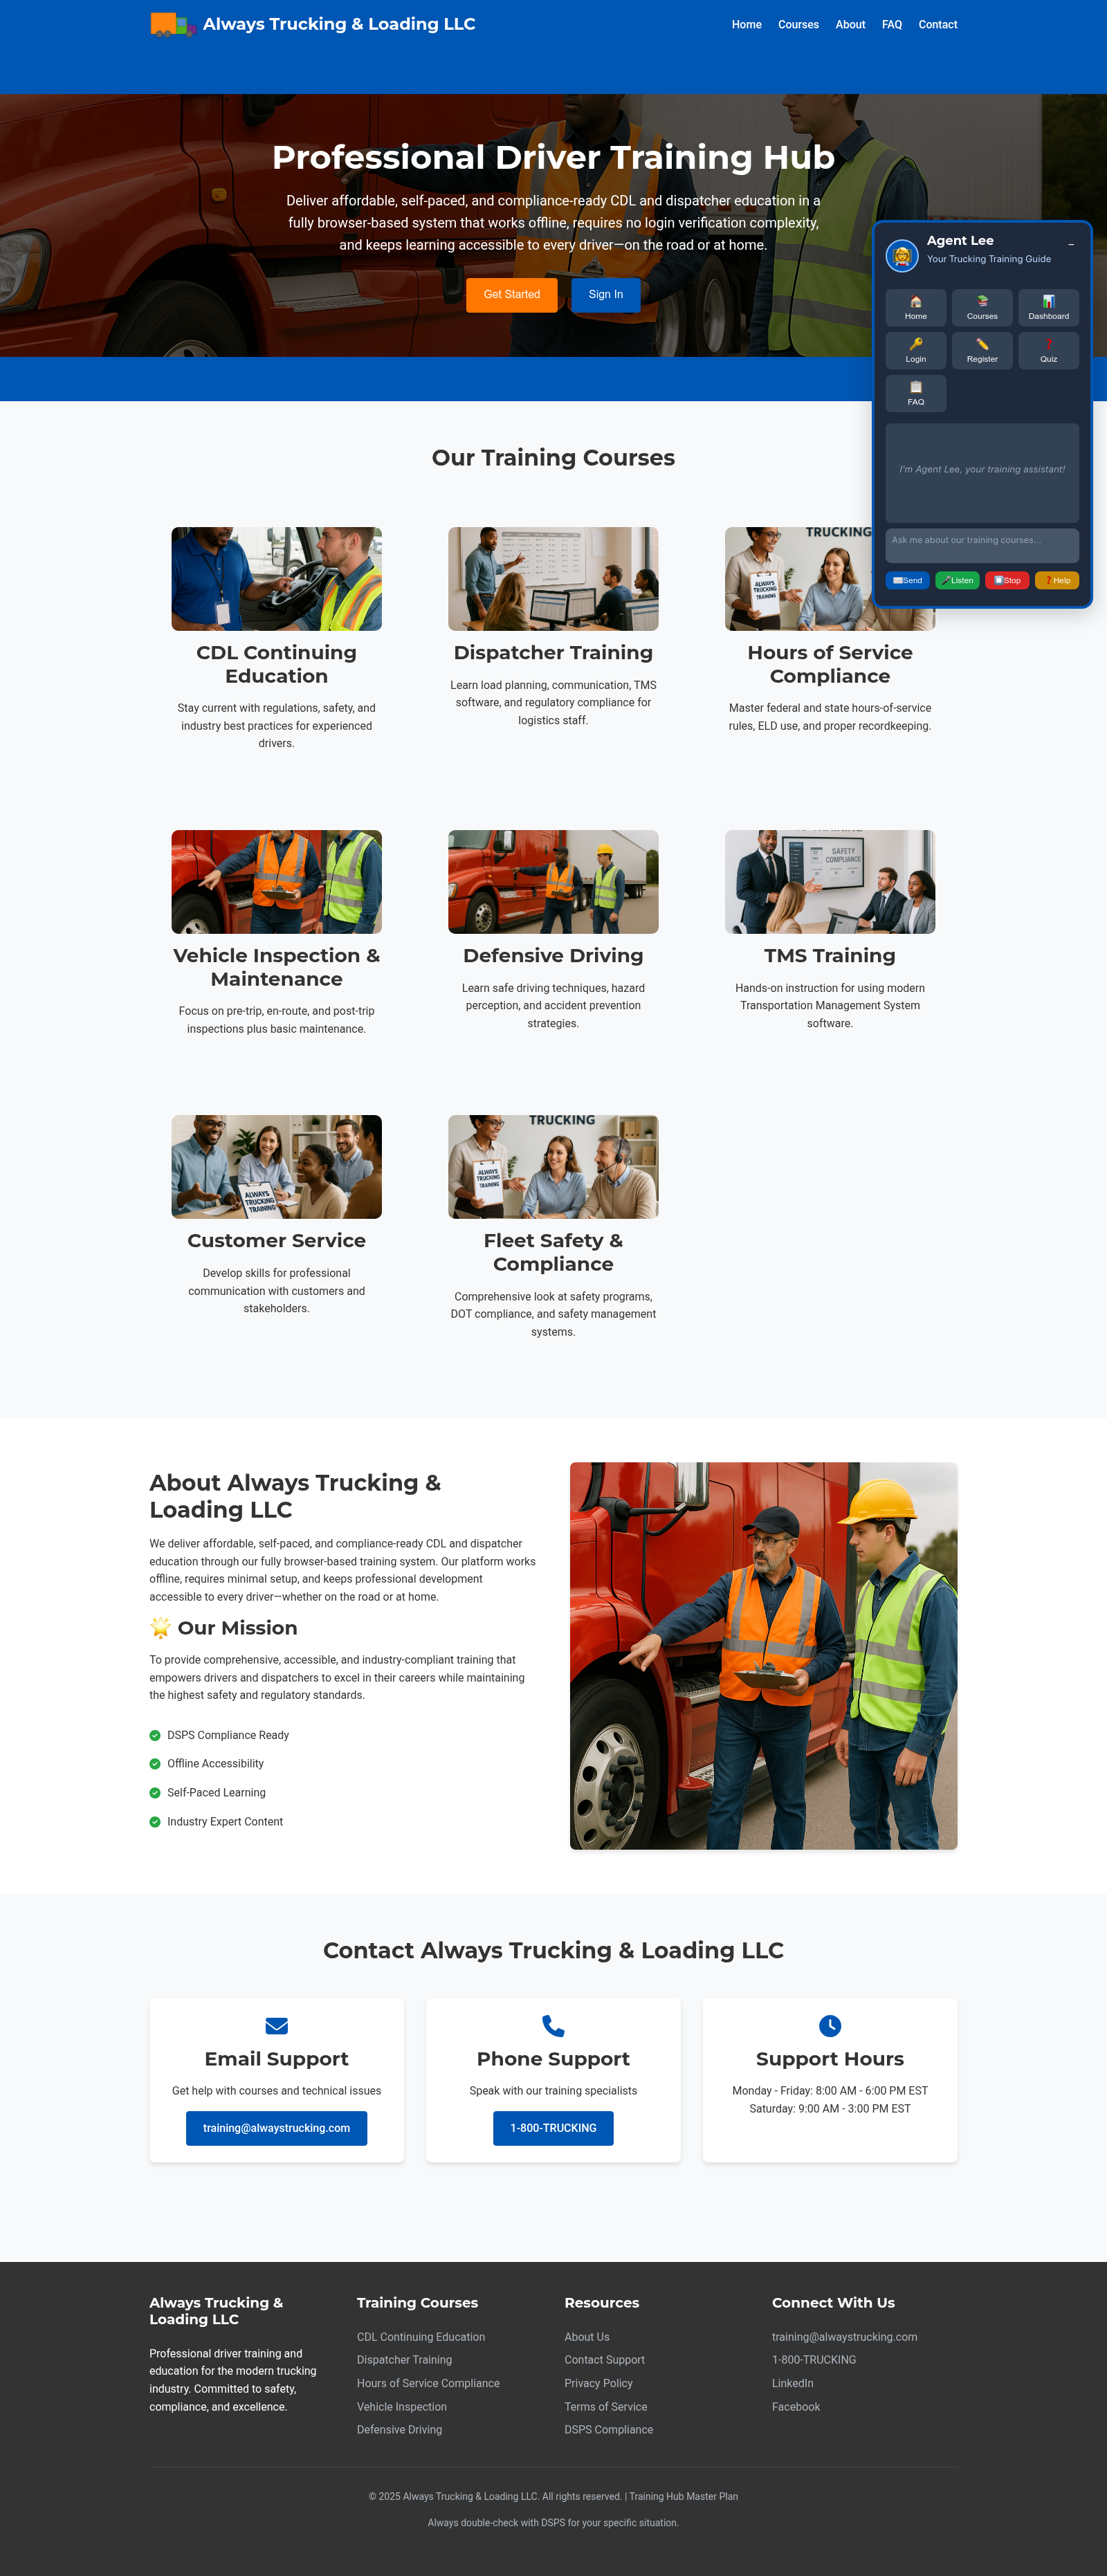 Always Trucking & Loading LLC
Home
Courses
About
FAQ
Contact
Professional Driver Training Hub
Deliver affordable, self-paced, and compliance-ready CDL and dispatcher education in a
fully browser-based system that works offline, requires no login verification complexity,
and keeps learning accessible to every driver—on the road or at home.
Get Started
Sign In
Agent Lee
Your Trucking Training Guide
–
Home
Courses
Dashboard
Login
Register
Quiz
FAQ
I'm Agent Lee, your training assistant!
Ask me about our training courses...
Send
Listen
Stop
Help
Our Training Courses
TRUCKING
ALWAYS
TRUCKING
TRAINING
CDL Continuing
Education
Stay current with regulations, safety, and
industry best practices for experienced
drivers.
Dispatcher Training
Learn load planning, communication, TMS
software, and regulatory compliance for
logistics staff.
Hours of Service
Compliance
Master federal and state hours-of-service
rules, ELD use, and proper recordkeeping.
SAFETY
COMPLIANCE
Vehicle Inspection &
Maintenance
Focus on pre-trip, en-route, and post-trip
inspections plus basic maintenance.
Defensive Driving
Learn safe driving techniques, hazard
perception, and accident prevention
strategies.
TMS Training
Hands-on instruction for using modern
Transportation Management System
software.
ALWAYS
TRUCKING
TRAINING
TRUCKING
ALWAYS
TRUCKING
TRAINING
Customer Service
Develop skills for professional
communication with customers and
stakeholders.
Fleet Safety &
Compliance
Comprehensive look at safety programs,
DOT compliance, and safety management
systems.
About Always Trucking &
Loading LLC
We deliver affordable, self-paced, and compliance-ready CDL and dispatcher
education through our fully browser-based training system. Our platform works
offline, requires minimal setup, and keeps professional development
accessible to every driver—whether on the road or at home.
Our Mission
To provide comprehensive, accessible, and industry-compliant training that
empowers drivers and dispatchers to excel in their careers while maintaining
the highest safety and regulatory standards.
DSPS Compliance Ready
Offline Accessibility
Self-Paced Learning
Industry Expert Content
Contact Always Trucking & Loading LLC
Email Support
Get help with courses and technical issues
training@alwaystrucking.com
Phone Support
Speak with our training specialists
1-800-TRUCKING
Support Hours
Monday - Friday: 8:00 AM - 6:00 PM EST
Saturday: 9:00 AM - 3:00 PM EST
Always Trucking &
Loading LLC
Professional driver training and
education for the modern trucking
industry. Committed to safety,
compliance, and excellence.
Training Courses
CDL Continuing Education
Dispatcher Training
Hours of Service Compliance
Vehicle Inspection
Defensive Driving
Resources
About Us
Contact Support
Privacy Policy
Terms of Service
DSPS Compliance
Connect With Us
training@alwaystrucking.com
1-800-TRUCKING
LinkedIn
Facebook
© 2025 Always Trucking & Loading LLC. All rights reserved. | Training Hub Master Plan
Always double-check with DSPS for your specific situation.